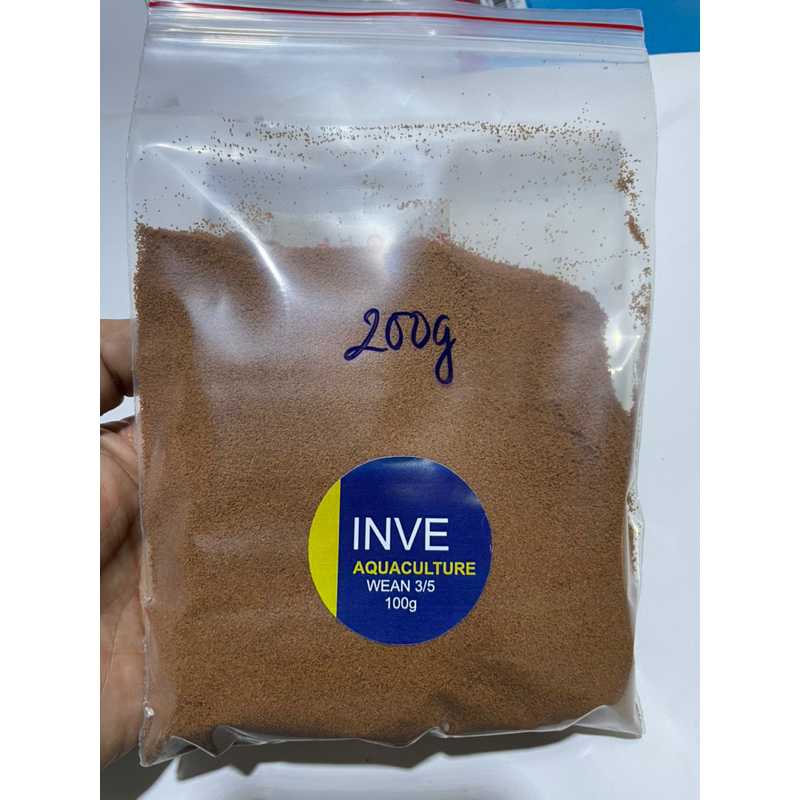 200g
INVE
AQUACULTURE
WEAN 3/5
100g